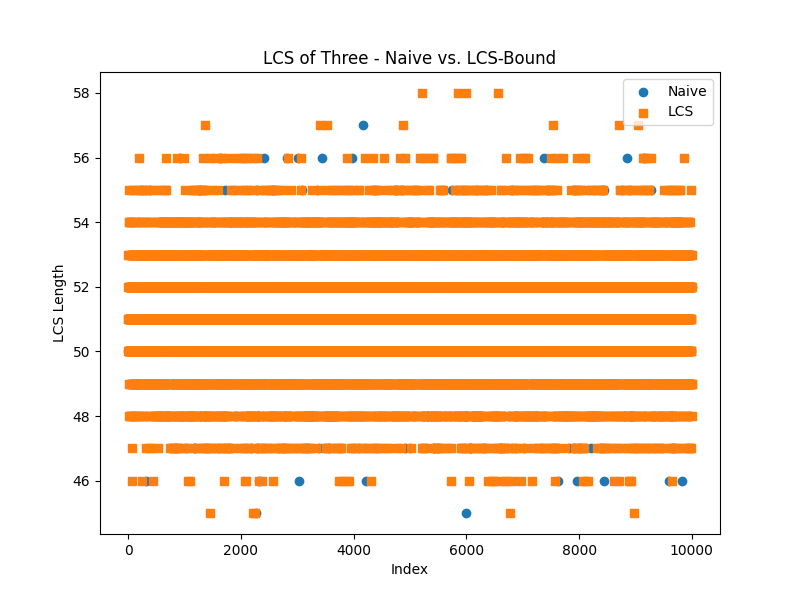 LCS of Three - Naive vs. LCS-Bound
Naive
LCS
58
56
54
52
50
48
46
LCS Length
0
2000
4000
6000
8000
10000
Index